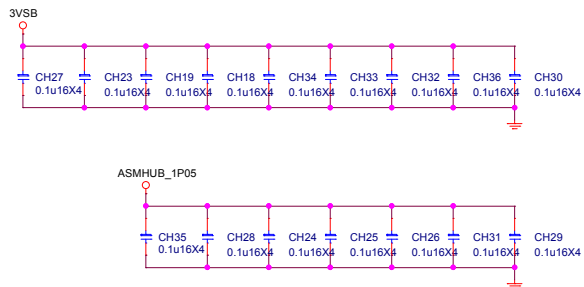 3VSB
CH27 CH23 CH19 CH18 CH34 CH33 CH32 CH36 CH30
0.1u16X4 0.1u16X4 0.1u16X4 0.1u16X4 0.1u16X4 0.1u16X4 0.1u16X4 0.1u16X4 0.1u16X4
ASMHUB_1P05
CH35 CH28 CH24 CH25 CH26 CH31 CH29
0.1u16X4 0.1u16X4 0.1u16X4 0.1u16X4 0.1u16X4 0.1u16X4 0.1u16X4